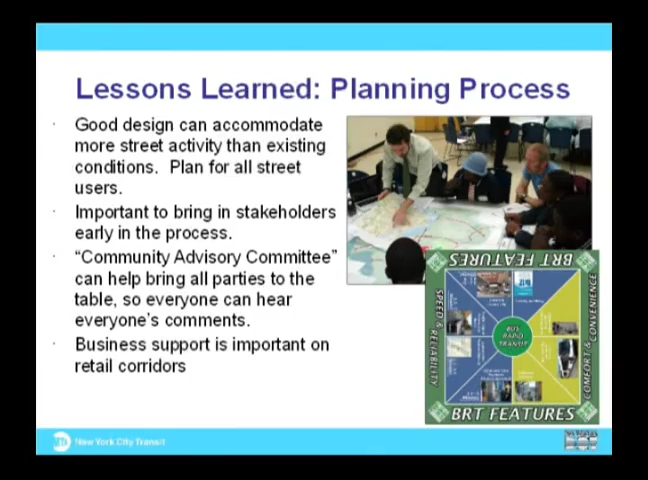 Lessons Learned: Planning Process
Good design can accommodate
more street activity than existing
conditions. Plan for all street
users.
Important to bring in stakeholders
early in the process.
“Community Advisory Committee”
can help bring all parties to the
table, so everyone can hear
everyone’s comments.
Business support is important on
retail corridors
BRT FEATURES
SPEED & RELIABILITY
BUS
RAPID
TRANSIT
COMFORT & CONVENIENCE
BRT FEATURES
New York City Transit